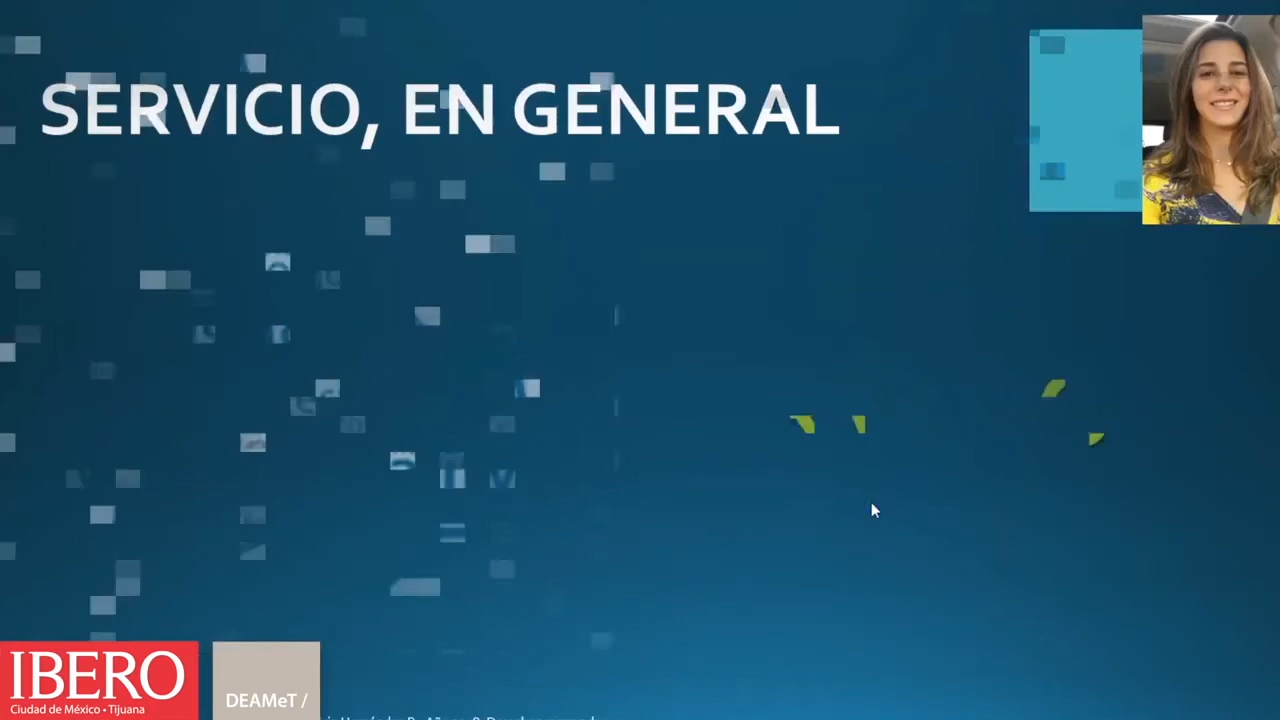 SERVICIO, EN GENERAL
IBERO
Ciudad de México • Tijuana
DEAMeT /